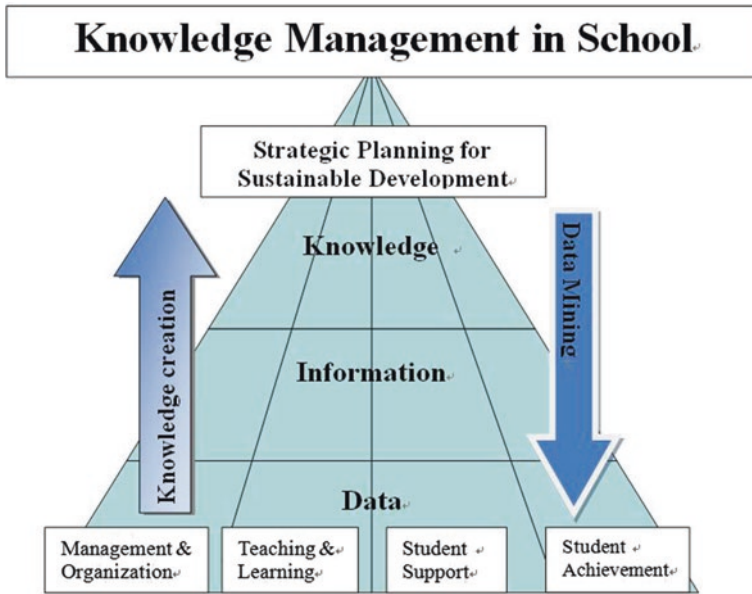 Knowledge Management in School
Strategic Planning for
Sustainable Development
Knowledge
Information
Data
Knowledge creation
Data Mining
Management &
Organization
Teaching &
Learning
Student
Support
Student
Achievement